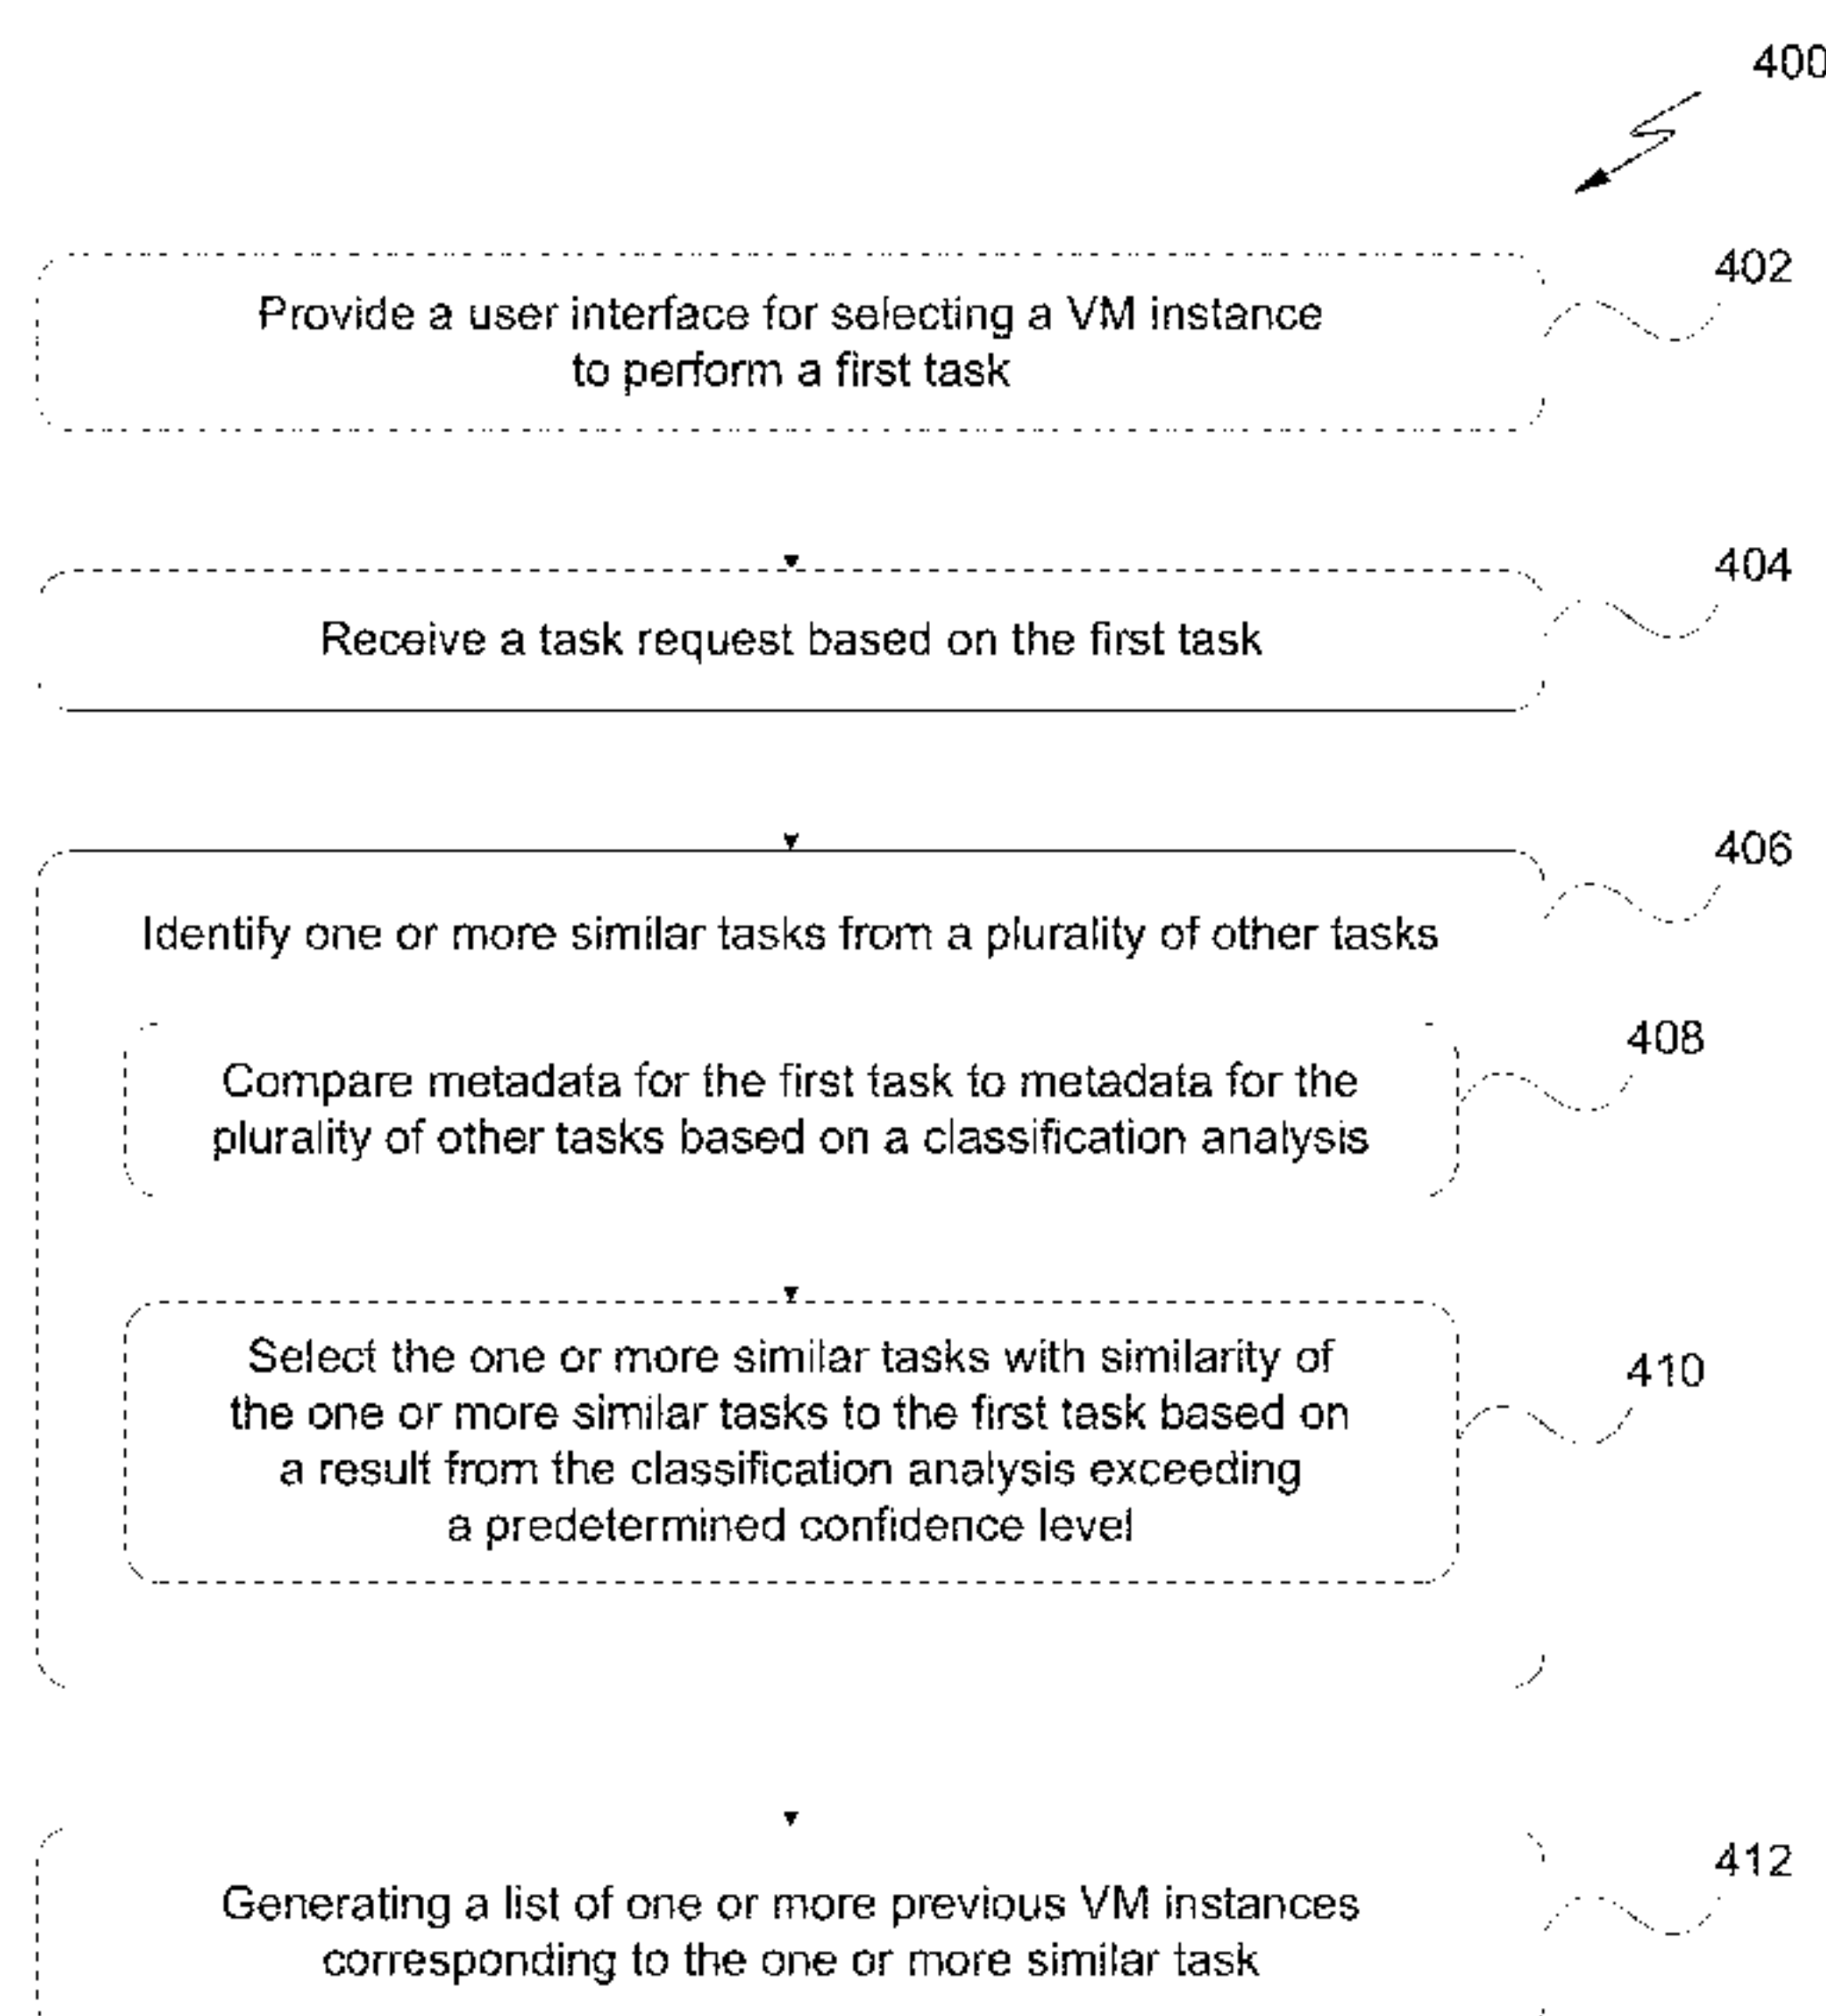 400
402
Provide a user interface for selecting a VM instance
to perform a first task
404
Receive a task request based on the first task
406
Identify one or more similar tasks from a plurality of other tasks
408
Compare metadata for the first task to metadata for the
plurality of other tasks based on a classification analysis
410
Select the one or more similar tasks with similarity of
the one or more similar tasks to the first task based on
a result from the classification analysis exceeding
a predetermined confidence level
412
Generating a list of one or more previous VM instances
corresponding to the one or more similar task